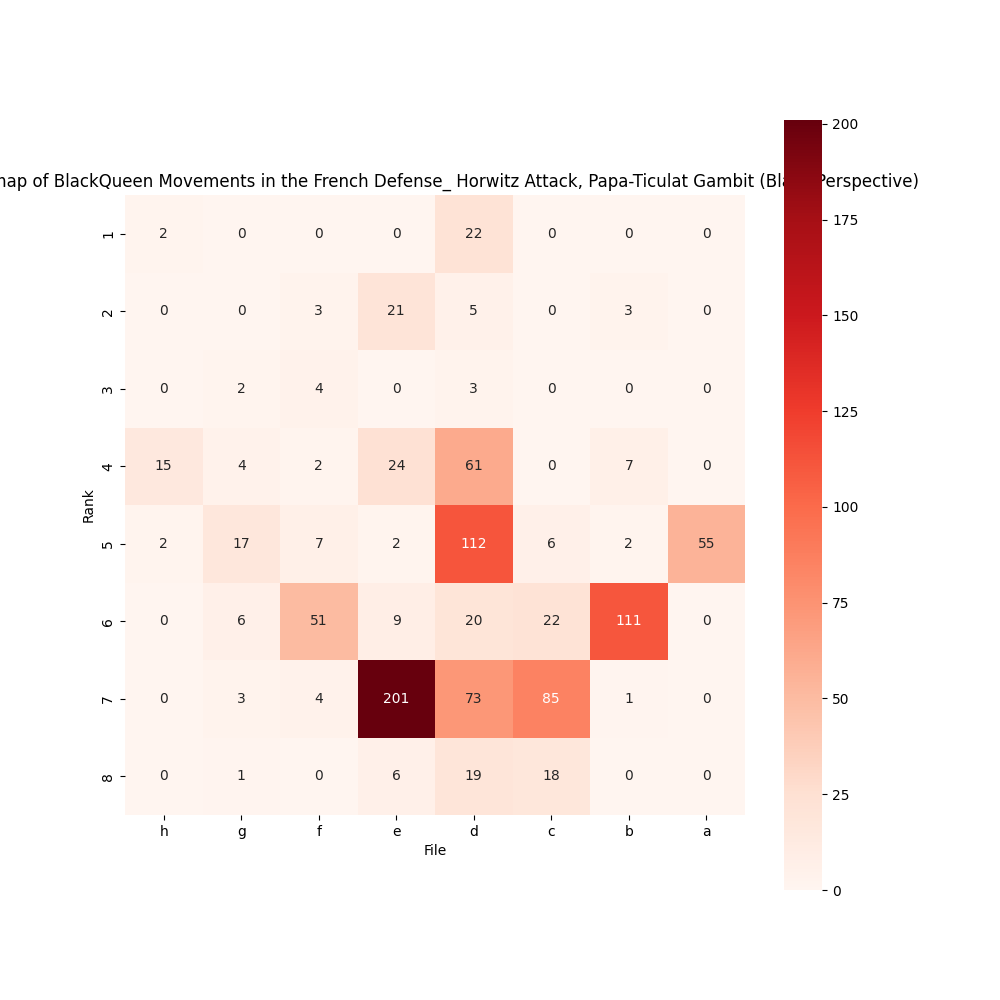 of BlackQueen Movements in the French Defense_ Horwitz Attack, Papa-Ticulat Gambit (Bla Perspective)
Rank
1 2 0 0 0 22 0 0 0
2 0 0 3 21 5 0 3 0
3 0 2 4 0 3 0 0 0
4 15 4 2 24 61 0 7 0
5 2 17 7 2 112 6 2 55
6 0 6 51 9 20 22 111 0
7 0 3 4 201 73 85 1 0
8 0 1 0 6 19 18 0 0
h g f e d c b a
File
200
175
150
125
100
75
50
25
0